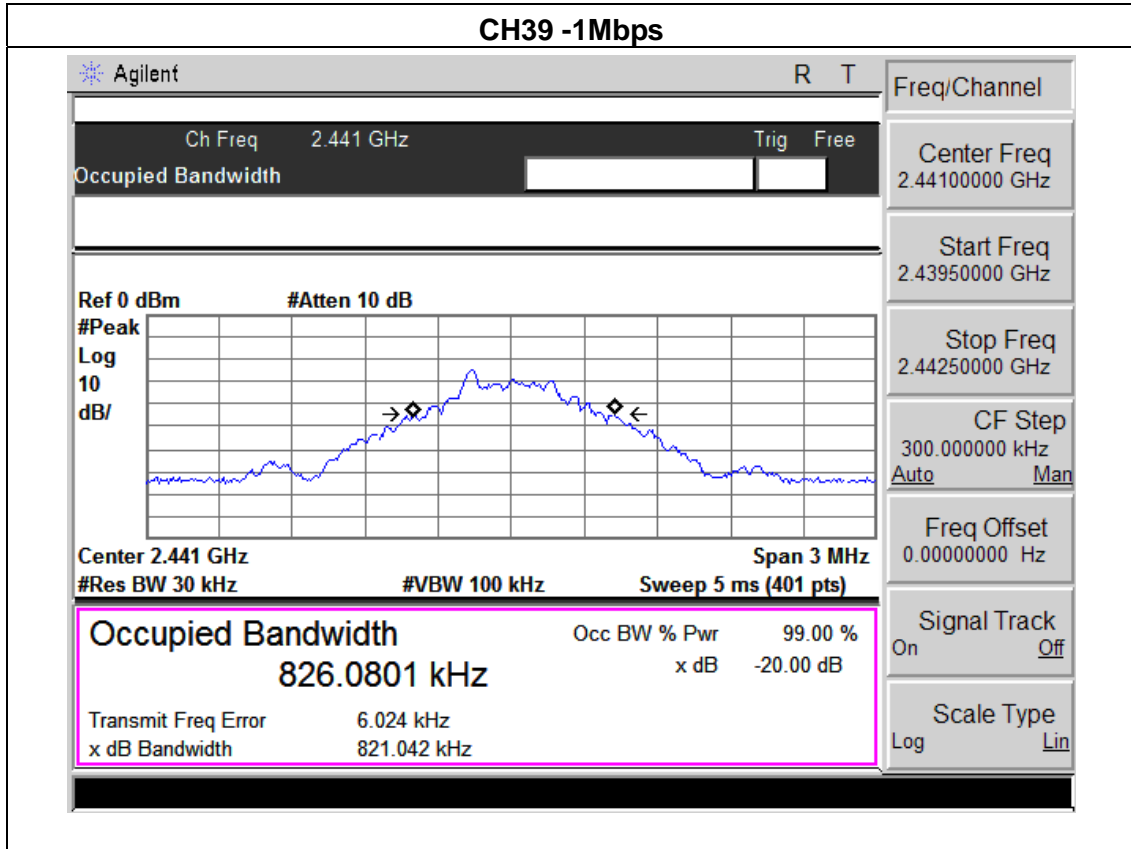 CH39 -1Mbps
Agilent R T
Ch Freq 2.441 GHz Trig Free
Occupied Bandwidth
Ref 0 dBm #Atten 10 dB
#Peak
Log
10
dB/
Center 2.441 GHz Span 3 MHz
#Res BW 30 kHz #VBW 100 kHz Sweep 5 ms (401 pts)
Occupied Bandwidth Occ BW % Pwr 99.00 %
826.0801 kHz x dB -20.00 dB
Transmit Freq Error 6.024 kHz
x dB Bandwidth 821.042 kHz
Freq/Channel
Center Freq
2.44100000 GHz
Start Freq
2.43950000 GHz
Stop Freq
2.44250000 GHz
CF Step
300.000000 kHz
Auto Man
Freq Offset
0.00000000 Hz
Signal Track
On Off
Scale Type
Log Lin